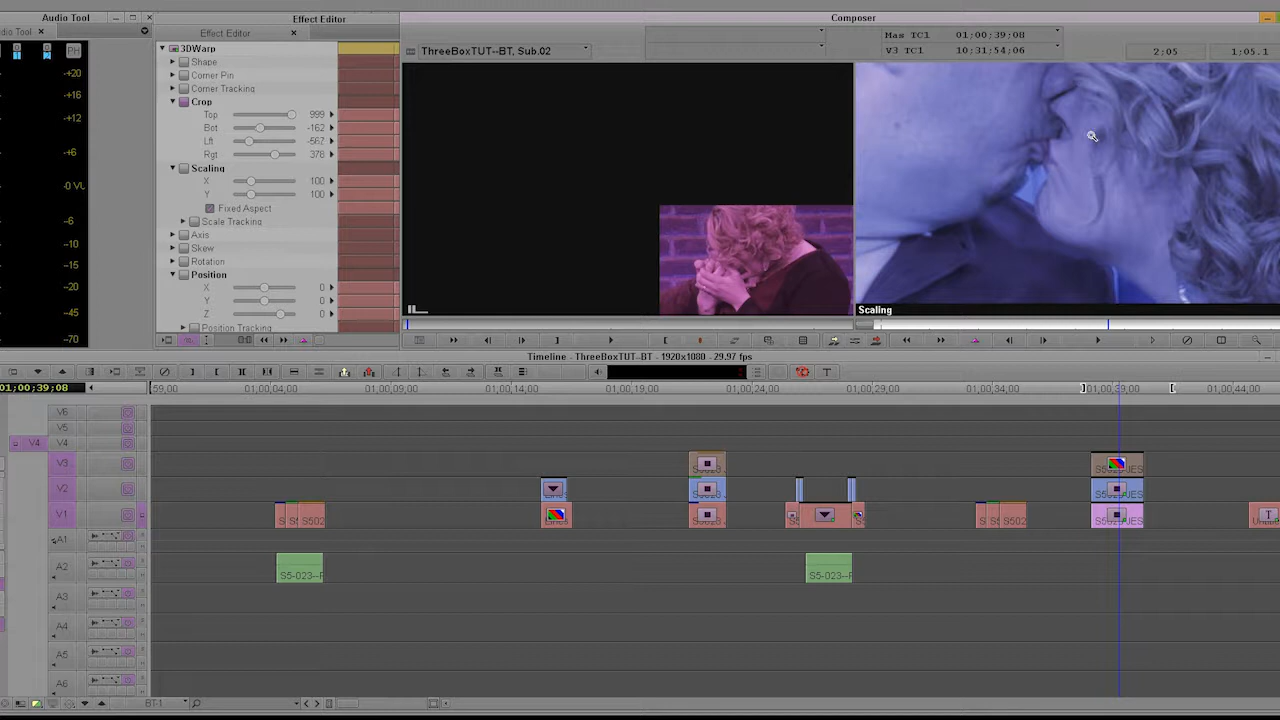 Audio Tool
Effect Editor
Composer
dio Tool
Effect Editor
3DWarp
Shape
Corner Pin
Corner Tracking
Crop
Top 999
Bot -162
Lft -567
Rgt 378
Scaling
X 100
Y 100
Fixed Aspect
Scale Tracking
Axis
Skew
Rotation
Position
X 0
Y 0
Z 0
Position Tracking
PH
+20
+16
+12
+6
-0 VU
-6
-10
-15
-20
-45
-70
ThreeBoxTUT--BT, Sub.02
Mas TC1 01:00:39:08
V3 TC1 10:31:54:06
2;05
1:05.1
Scaling
Timeline - ThreeBoxTUT--BT - 1920x1080 - 29.97 fps
01;00;39;08
59;00
01;00;04;00
01;00;09;00
01;00;14;00
01;00;19;00
01;00;24;00
01;00;29;00
01;00;34;00
01;00;39;00
01;00;44;00
V6
V5
V4 V4
V3
V2
V1
A1
A2
S5-023--F
S5-023--F
A3
A4
A5
A6
BT-1